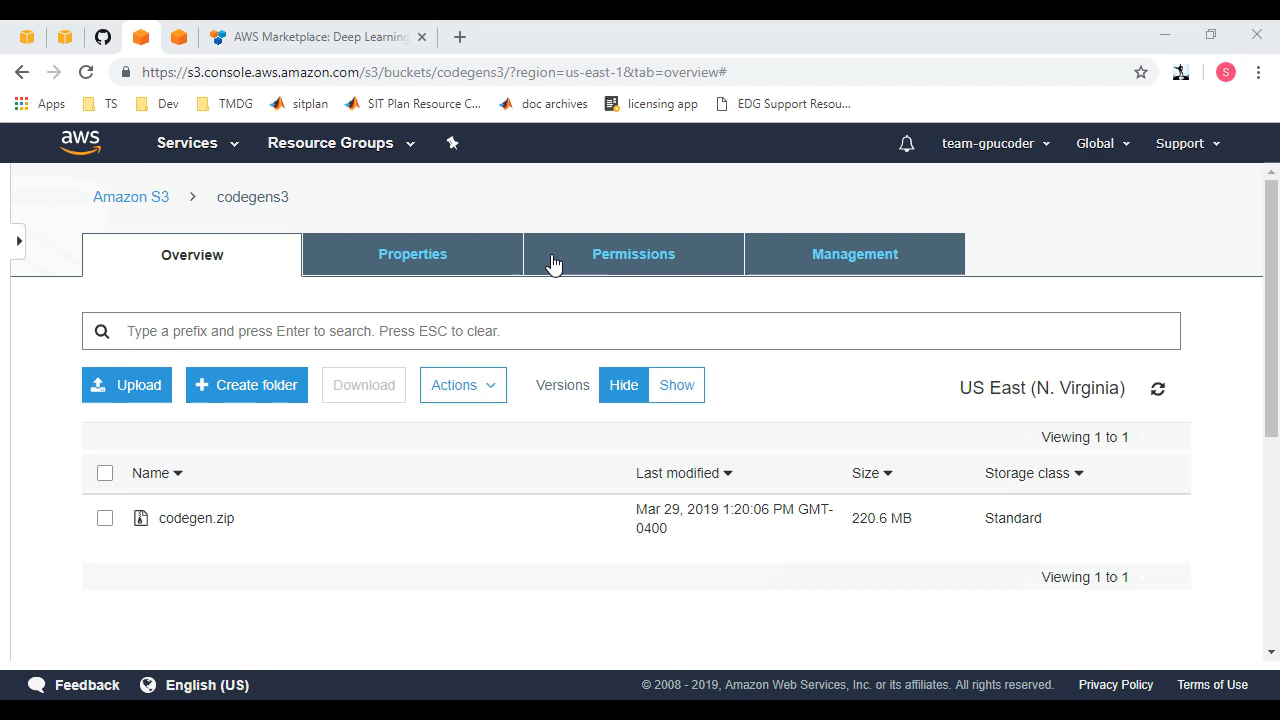 AWS Marketplace: Deep Learning
https://s3.console.aws.amazon.com/s3/buckets/codegens3/?region=us-east-1&tab=overview#
S
Apps TS Dev TMDG sitplan SIT Plan Resource C... doc archives licensing app EDG Support Resou...
aws Services Resource Groups team-gpucoder Global Support
Amazon S3 > codegens3
Overview Properties Permissions Management
Type a prefix and press Enter to search. Press ESC to clear.
Upload + Create folder Download Actions Versions Hide Show US East (N. Virginia)
Viewing 1 to 1
Name Last modified Size Storage class
codegen.zip Mar 29, 2019 1:20:06 PM GMT-0400 220.6 MB Standard
Viewing 1 to 1
Feedback English (US) © 2008 - 2019, Amazon Web Services, Inc. or its affiliates. All rights reserved. Privacy Policy Terms of Use